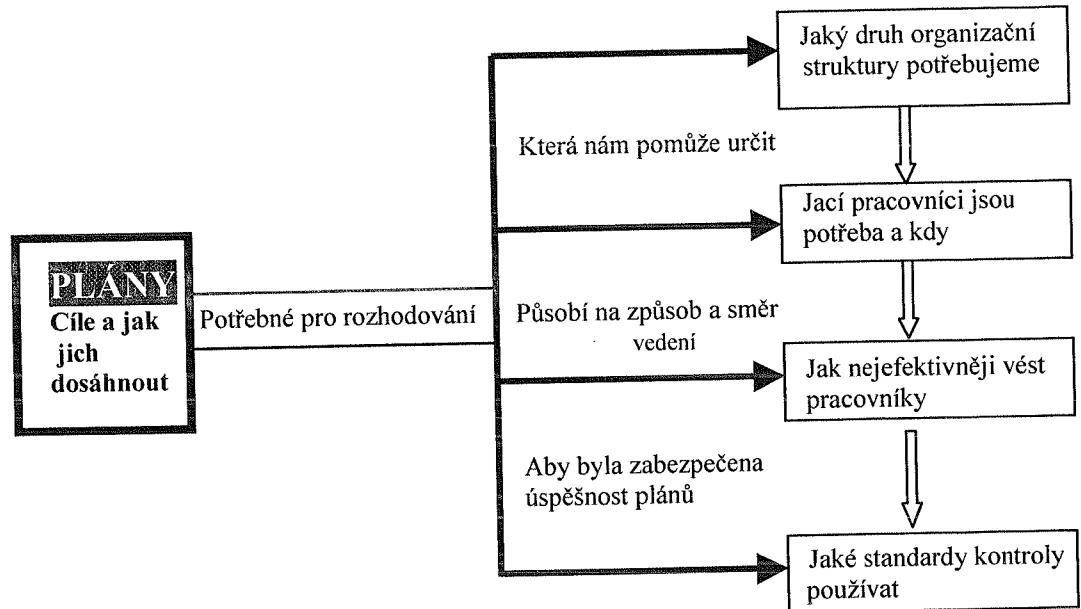 Jaký druh organizační
struktury potřebujeme
Která nám pomůže určit
Jací pracovníci jsou
potřeba a kdy
PLÁNY
Cíle a jak
jich
dosáhnout
Potřebné pro rozhodování
Působí na způsob a směr
vedení
Jak nejefektivněji vést
pracovníky
Aby byla zabezpečena
úspěšnost plánů
Jaké standardy kontroly
používat